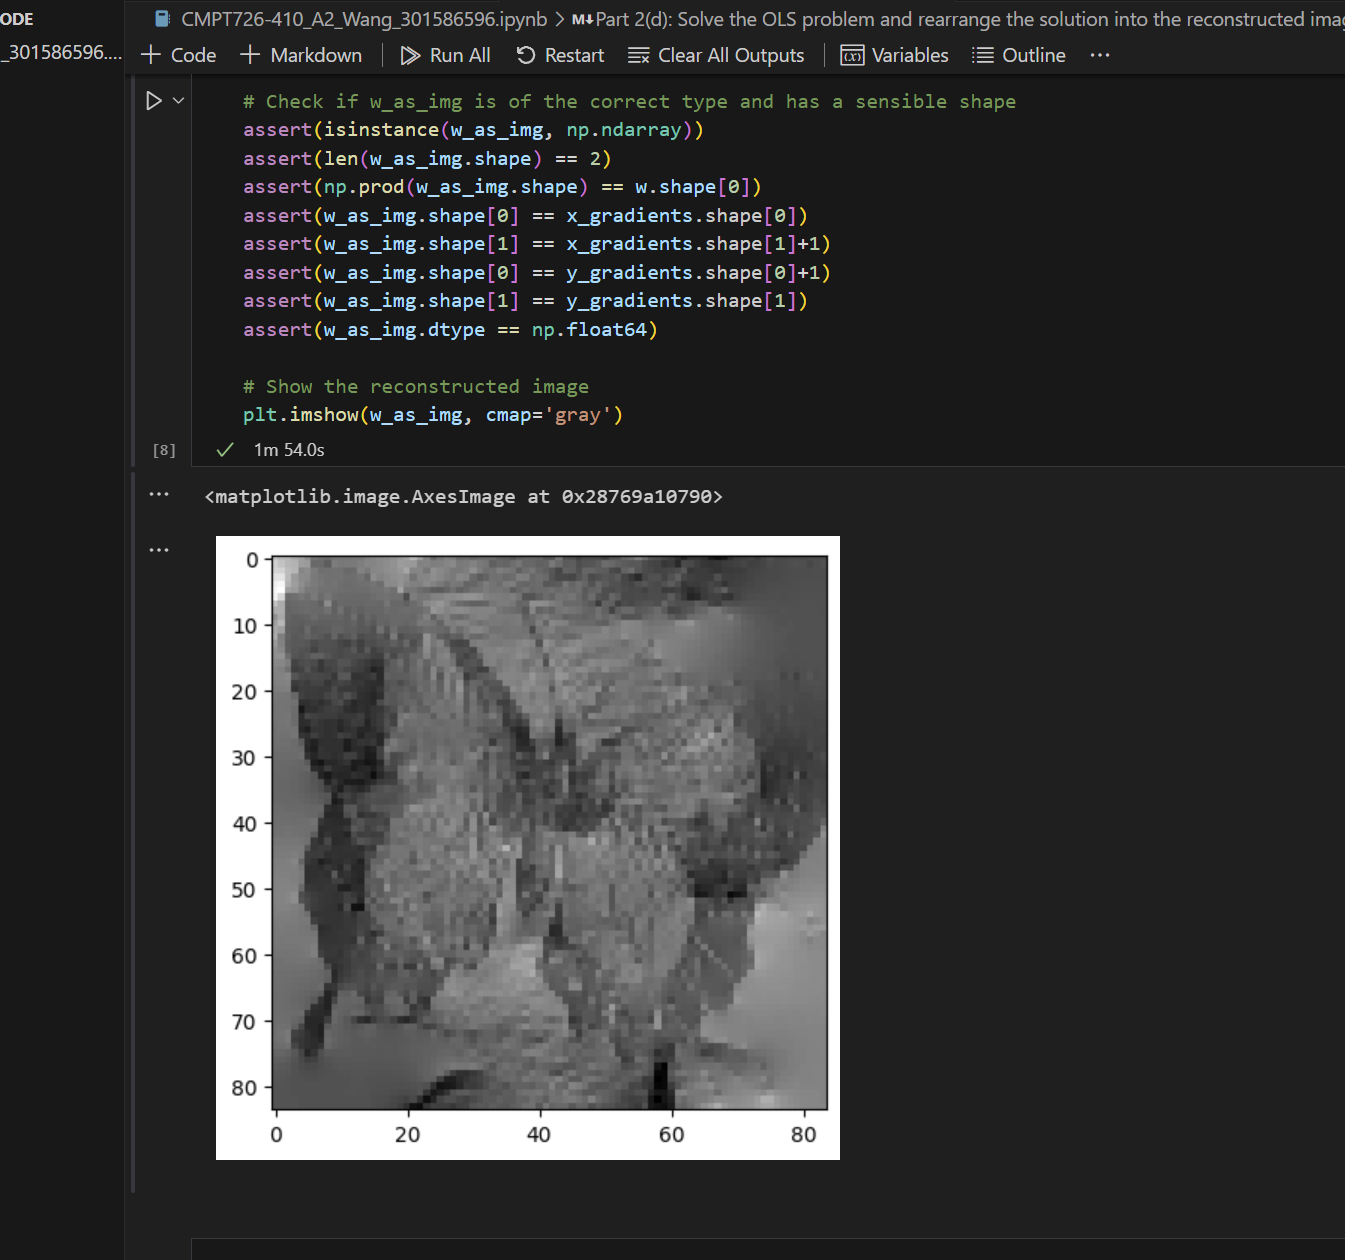 ODE
CMPT726-410_A2_Wang_301586596.ipynb > M↓ Part 2(d): Solve the OLS problem and rearrange the solution into the reconstructed
_301586596....
+ Code + Markdown | Run All Restart Clear All Outputs | Variables Outline ...
# Check if w_as_img is of the correct type and has a sensible shape
assert(isinstance(w_as_img, np.ndarray))
assert(len(w_as_img.shape) == 2)
assert(np.prod(w_as_img.shape) == w.shape[0])
assert(w_as_img.shape[0] == x_gradients.shape[0])
assert(w_as_img.shape[1] == x_gradients.shape[1]+1)
assert(w_as_img.shape[0] == y_gradients.shape[0]+1)
assert(w_as_img.shape[1] == y_gradients.shape[1])
assert(w_as_img.dtype == np.float64)
# Show the reconstructed image
plt.imshow(w_as_img, cmap='gray')
[8] ✓ 1m 54.0s
... <matplotlib.image.AxesImage at 0x28769a10790>
...
0
10
20
30
40
50
60
70
80
0 20 40 60 80